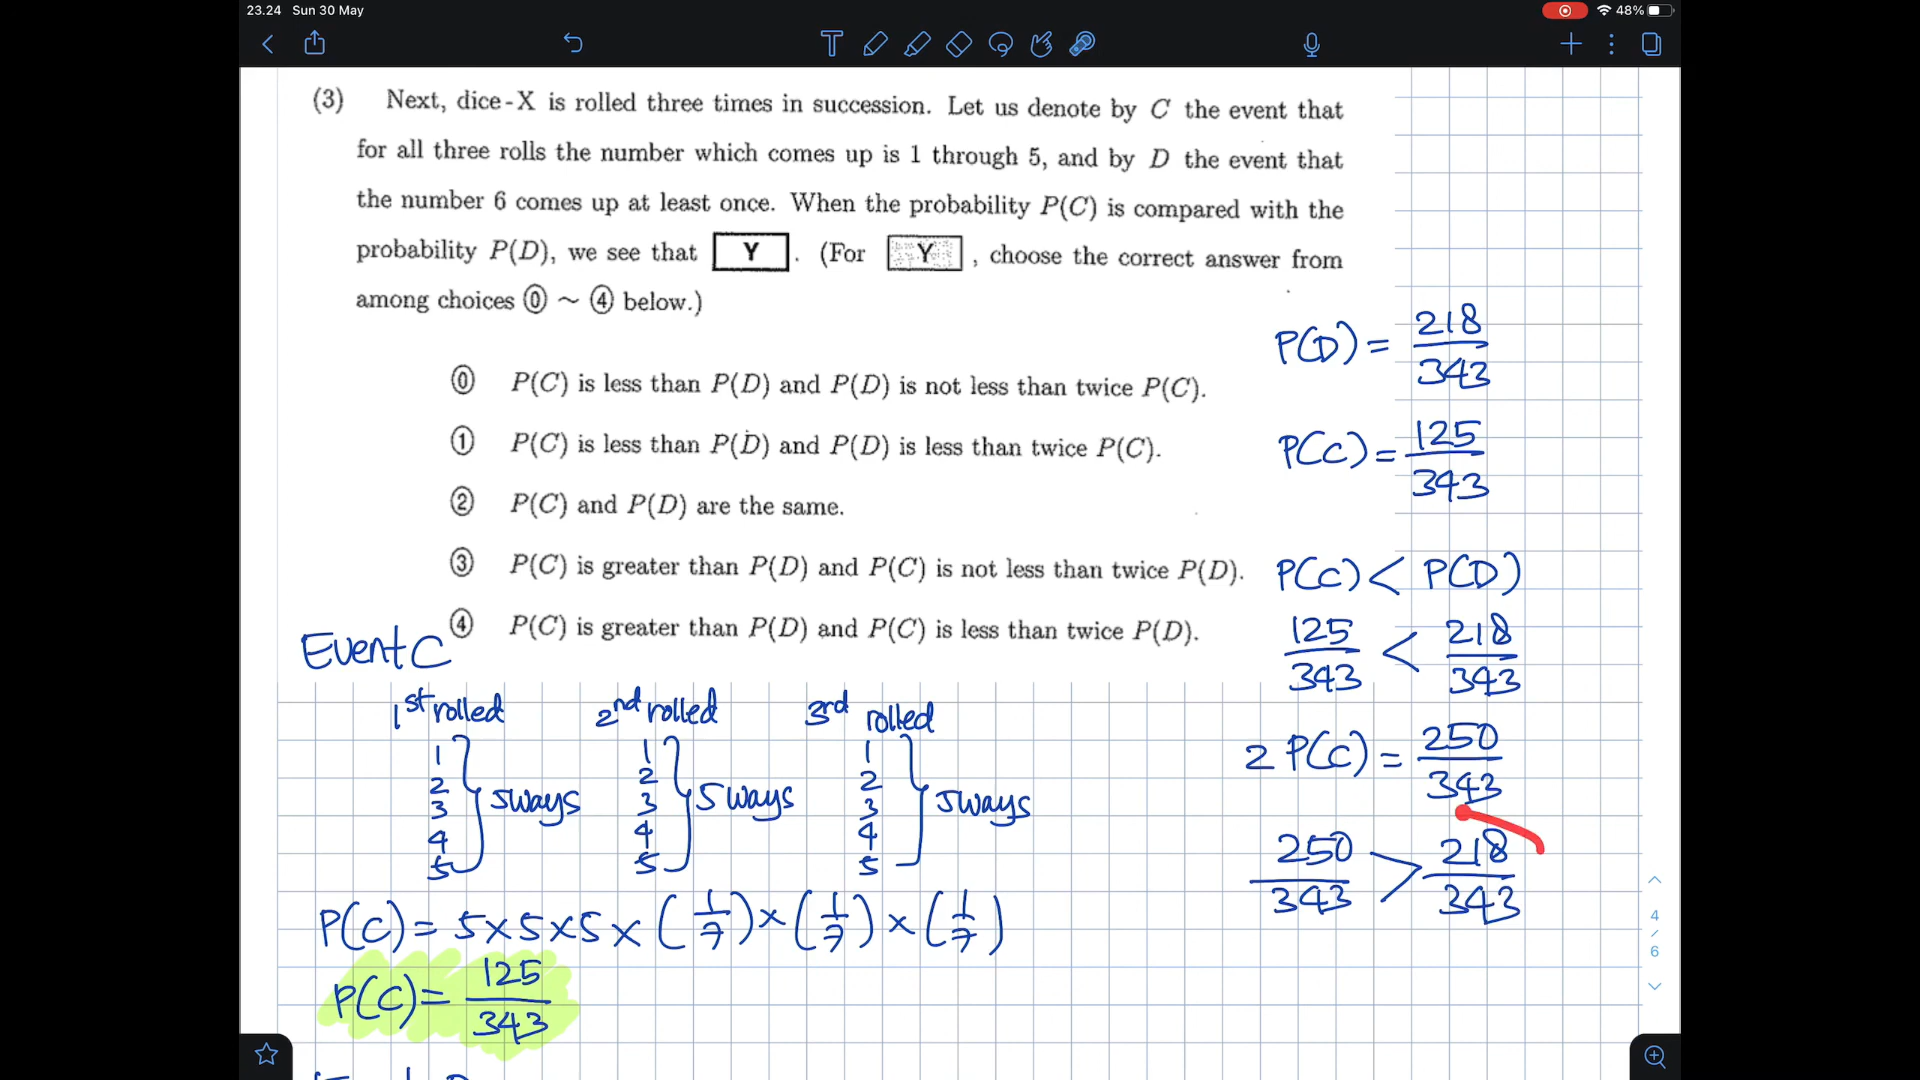 23.24 Sun 30 May
48%
(3) Next, dice-X is rolled three times in succession. Let us denote by C the event that
for all three rolls the number which comes up is 1 through 5, and by D the event that
the number 6 comes up at least once. When the probability P(C) is compared with the
probability P(D), we see that Y . (For Y , choose the correct answer from
among choices ⓪ ~ ④ below.)
⓪ P(C) is less than P(D) and P(D) is not less than twice P(C).
① P(C) is less than P(D) and P(D) is less than twice P(C).
② P(C) and P(D) are the same.
③ P(C) is greater than P(D) and P(C) is not less than twice P(D).
④ P(C) is greater than P(D) and P(C) is less than twice P(D).
P(D) = 218/343
P(C) = 125/343
P(C) < P(D)
125/343 < 218/343
2 P(C) = 250/343
250/343 > 218/343
Event C
1st rolled 2nd rolled 3rd rolled
1 1 1
2 2 2
3 5ways 3 5ways 3 5ways
4 4 4
5 5 5
P(C) = 5×5×5×(1/7)×(1/7)×(1/7)
P(C) = 125/343
4
/
6